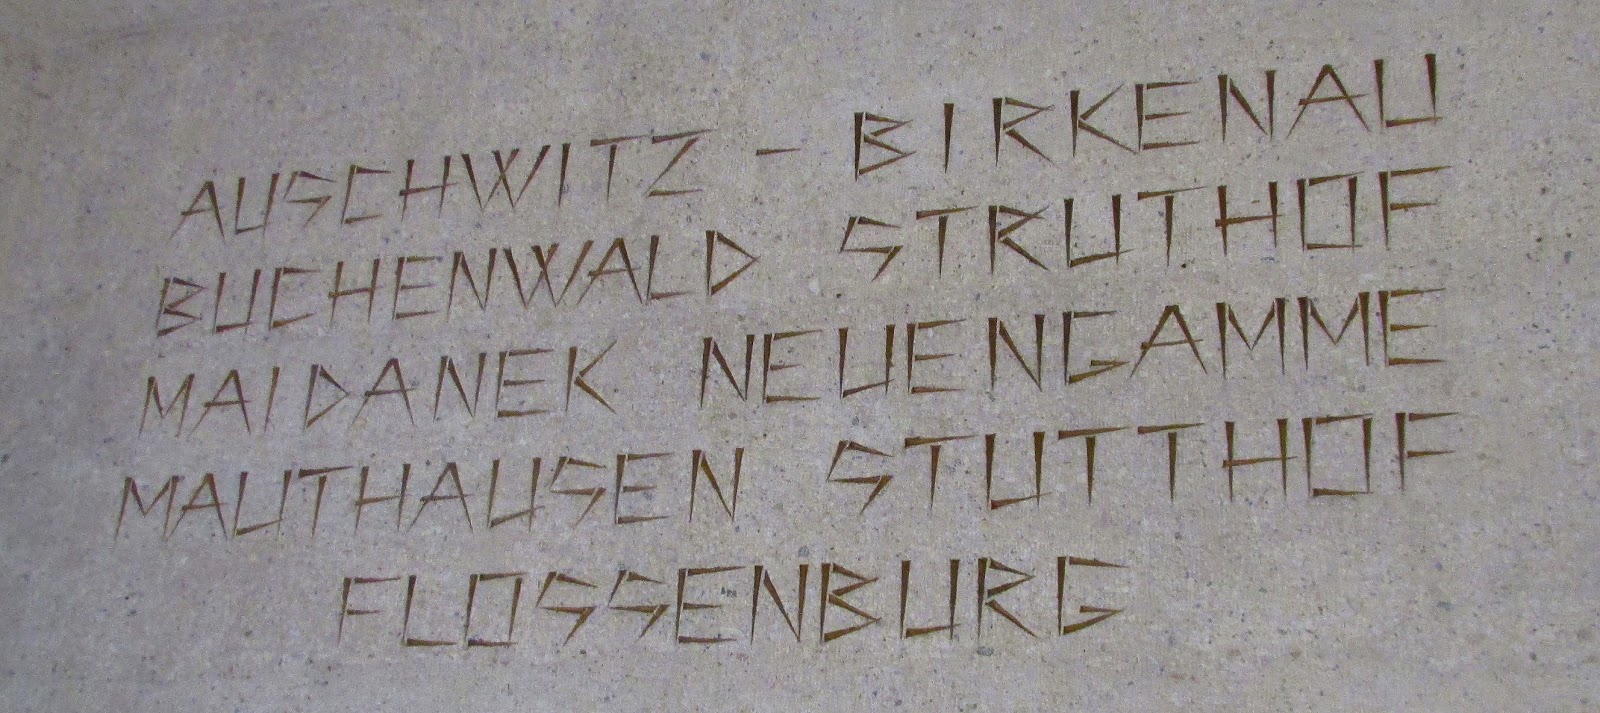 AUSCHWITZ - BIRKENAU
BUCHENWALD STRUTHOF
MAIDANEK NEUENGAMME
MAUTHAUSEN STUTTHOF
FLOSSENBURG